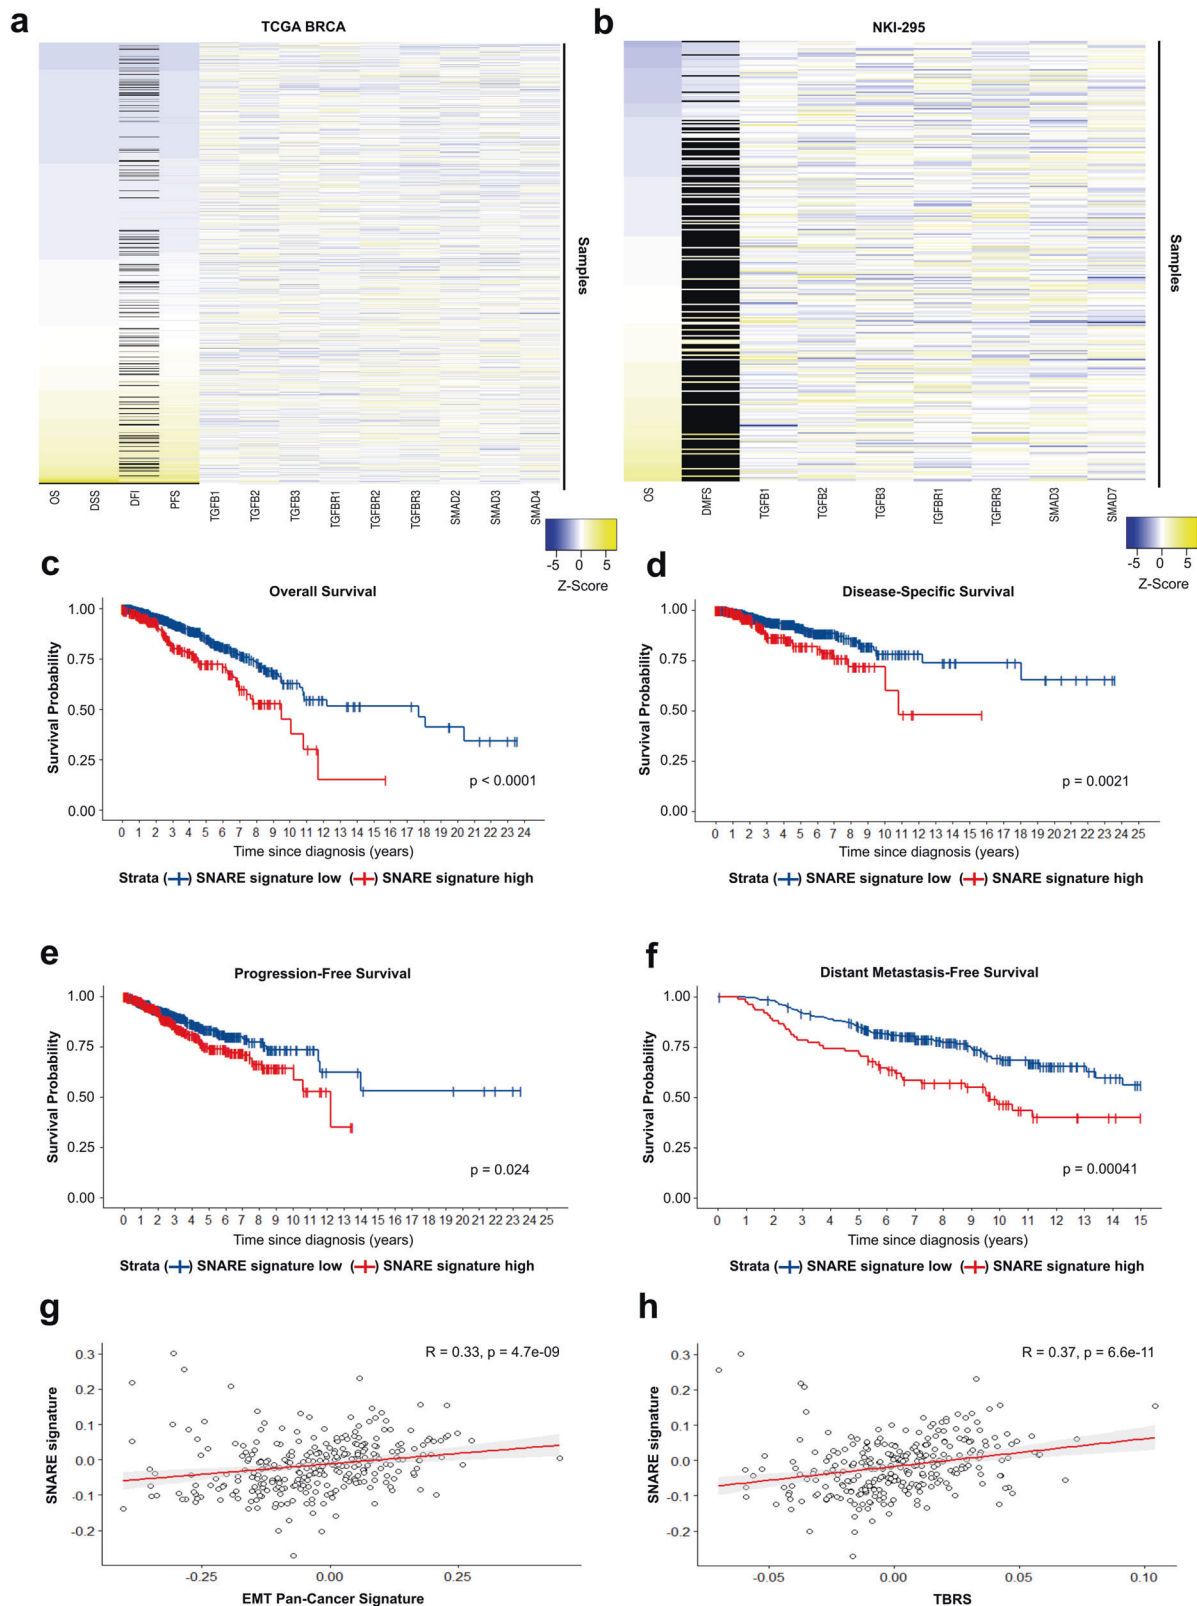 a
TCGA BRCA
Samples
OS DSS DFI PFS TGFB1 TGFB2 TGFB3 TGFBR1 TGFBR2 TGFBR3 SMAD2 SMAD3 SMAD4
-5 0 5
Z-Score
b
NKI-295
Samples
OS DMFS TGFB1 TGFB2 TGFB3 TGFBR1 TGFBR3 SMAD3 SMAD7
-5 0 5
Z-Score
c
Overall Survival
Survival Probability
1.00
0.75
0.50
0.25
0.00
p < 0.0001
0 1 2 3 4 5 6 7 8 9 10 11 12 13 14 15 16 17 18 19 20 21 22 23 24
Time since diagnosis (years)
Strata SNARE signature low SNARE signature high
d
Disease-Specific Survival
Survival Probability
1.00
0.75
0.50
0.25
0.00
p = 0.0021
0 1 2 3 4 5 6 7 8 9 10 11 12 13 14 15 16 17 18 19 20 21 22 23 24 25
Time since diagnosis (years)
Strata SNARE signature low SNARE signature high
e
Progression-Free Survival
Survival Probability
1.00
0.75
0.50
0.25
0.00
p = 0.024
0 1 2 3 4 5 6 7 8 9 10 11 12 13 14 15 16 17 18 19 20 21 22 23 24 25
Time since diagnosis (years)
Strata SNARE signature low SNARE signature high
f
Distant Metastasis-Free Survival
Survival Probability
1.00
0.75
0.50
0.25
0.00
p = 0.00041
0 1 2 3 4 5 6 7 8 9 10 11 12 13 14 15
Time since diagnosis (years)
Strata SNARE signature low SNARE signature high
g
SNARE signature
0.3
0.2
0.1
0.0
-0.1
-0.2
R = 0.33, p = 4.7e-09
-0.25 0.00 0.25
EMT Pan-Cancer Signature
h
SNARE signature
0.3
0.2
0.1
0.0
-0.1
-0.2
R = 0.37, p = 6.6e-11
-0.05 0.00 0.05 0.10
TBRS